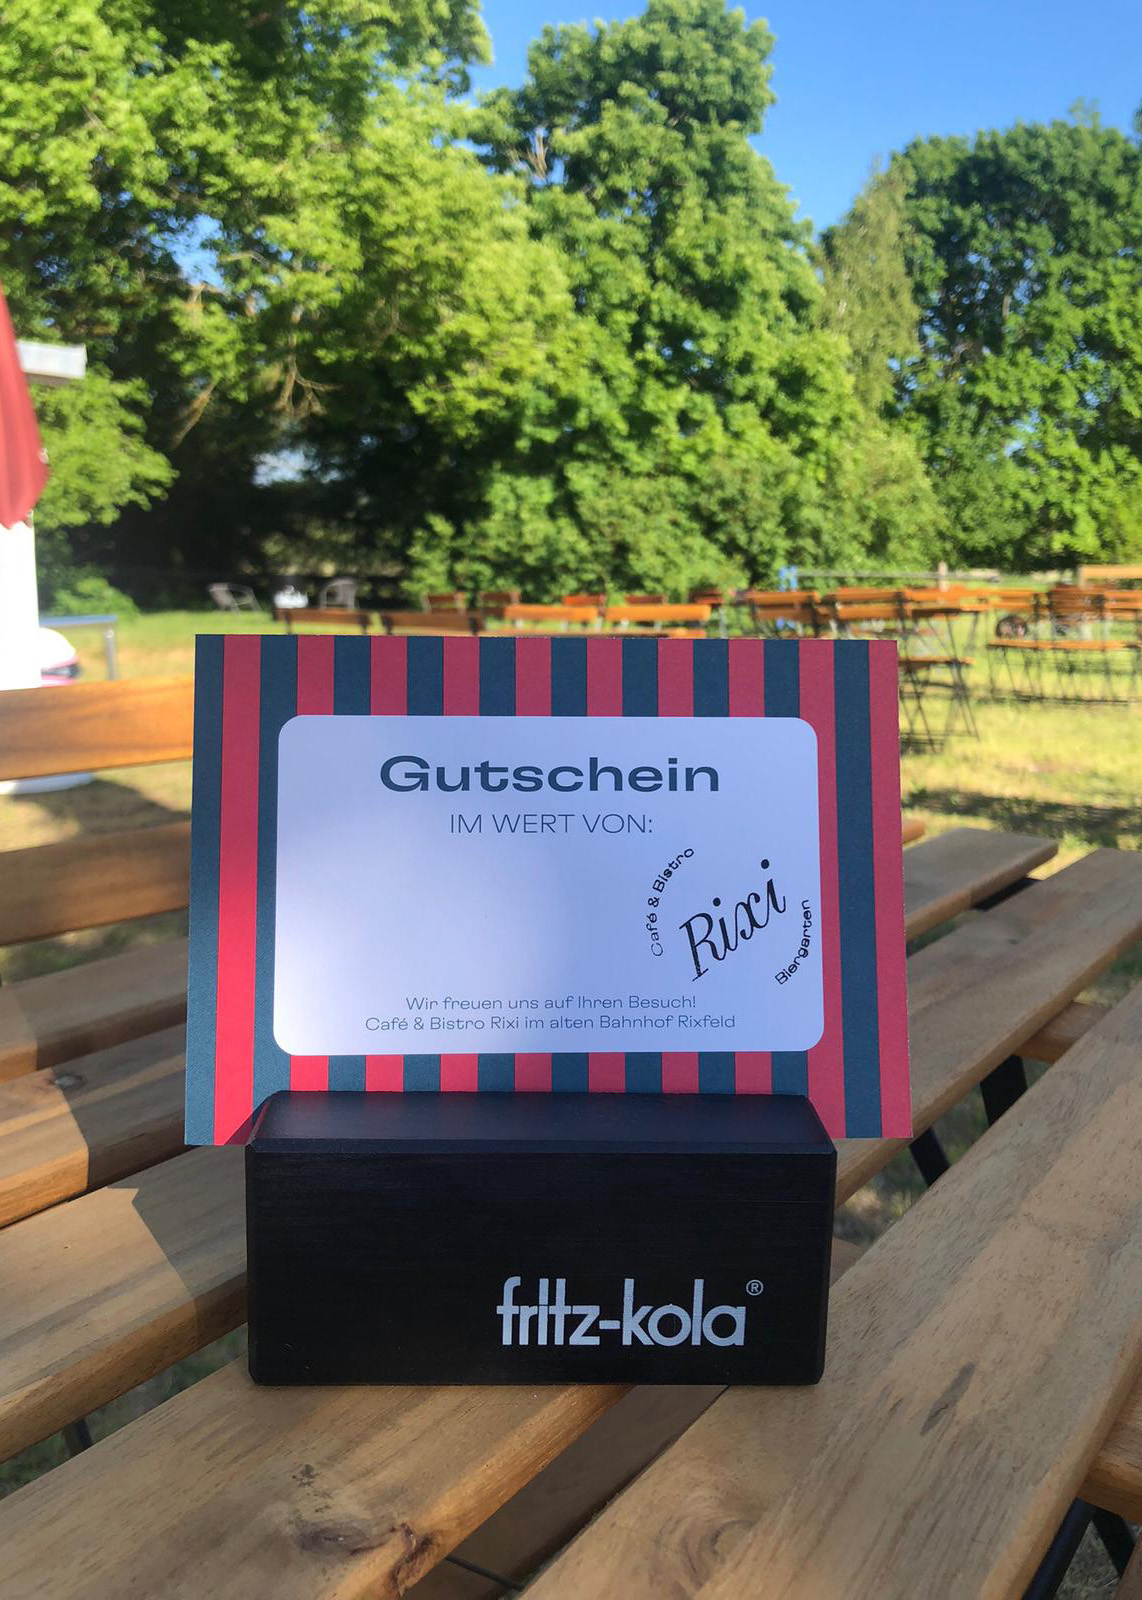 Gutschein
IM WERT VON:
Café & Bistro
Rixi
Biergarten
Wir freuen uns auf Ihren Besuch!
Café & Bistro Rixi im alten Bahnhof Rixfeld
fritz-kola®